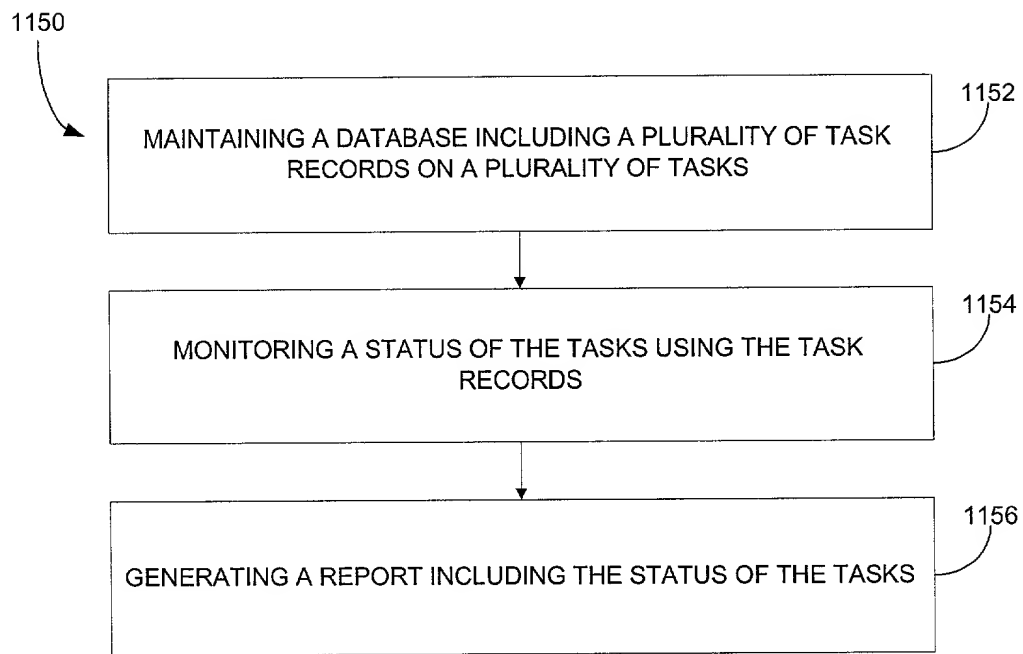 1150
1152
MAINTAINING A DATABASE INCLUDING A PLURALITY OF TASK
RECORDS ON A PLURALITY OF TASKS
1154
MONITORING A STATUS OF THE TASKS USING THE TASK
RECORDS
1156
GENERATING A REPORT INCLUDING THE STATUS OF THE TASKS